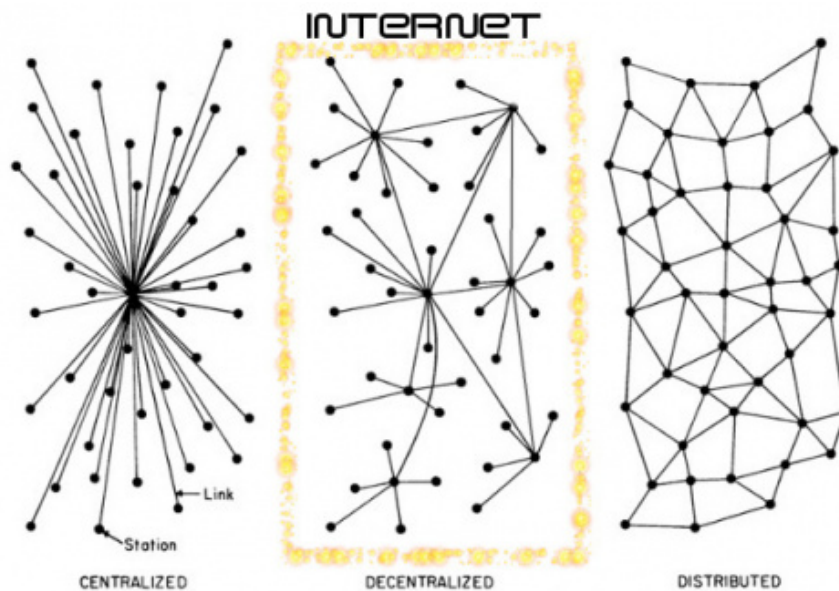 INTERNET
Link
Station
CENTRALIZED
DECENTRALIZED
DISTRIBUTED